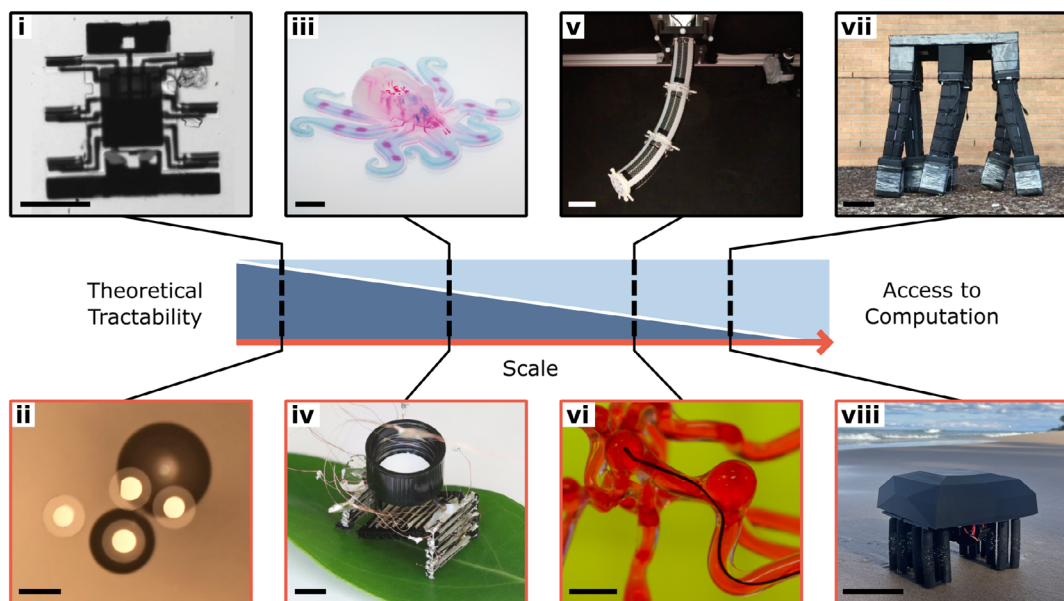 i
iii
v
vii
Theoretical
Tractability
Access to
Computation
Scale
ii
iv
vi
viii